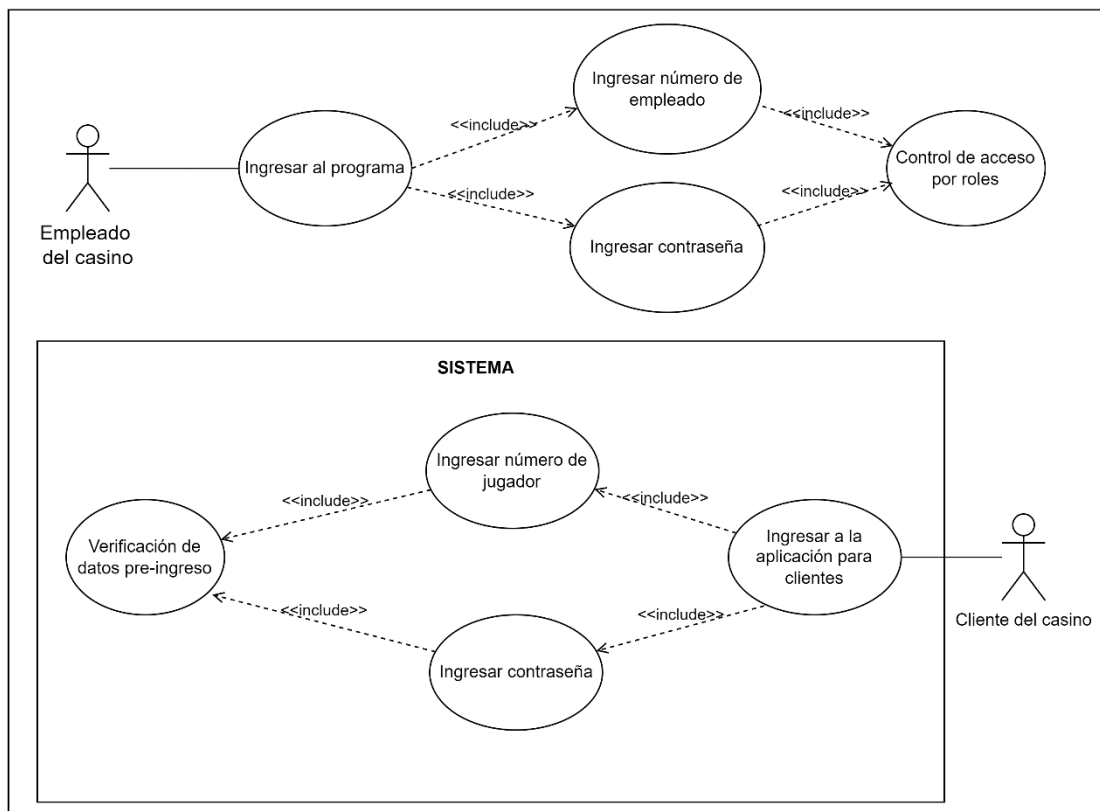 Ingresar número de
empleado
<<include>>
<<include>>
Ingresar al programa
Control de acceso
por roles
<<include>>
<<include>>
Empleado
del casino
Ingresar contraseña
SISTEMA
Ingresar número de
jugador
<<include>>
<<include>>
Verificación de
datos pre-ingreso
Ingresar a la
aplicación para
clientes
<<include>>
<<include>>
Cliente del casino
Ingresar contraseña